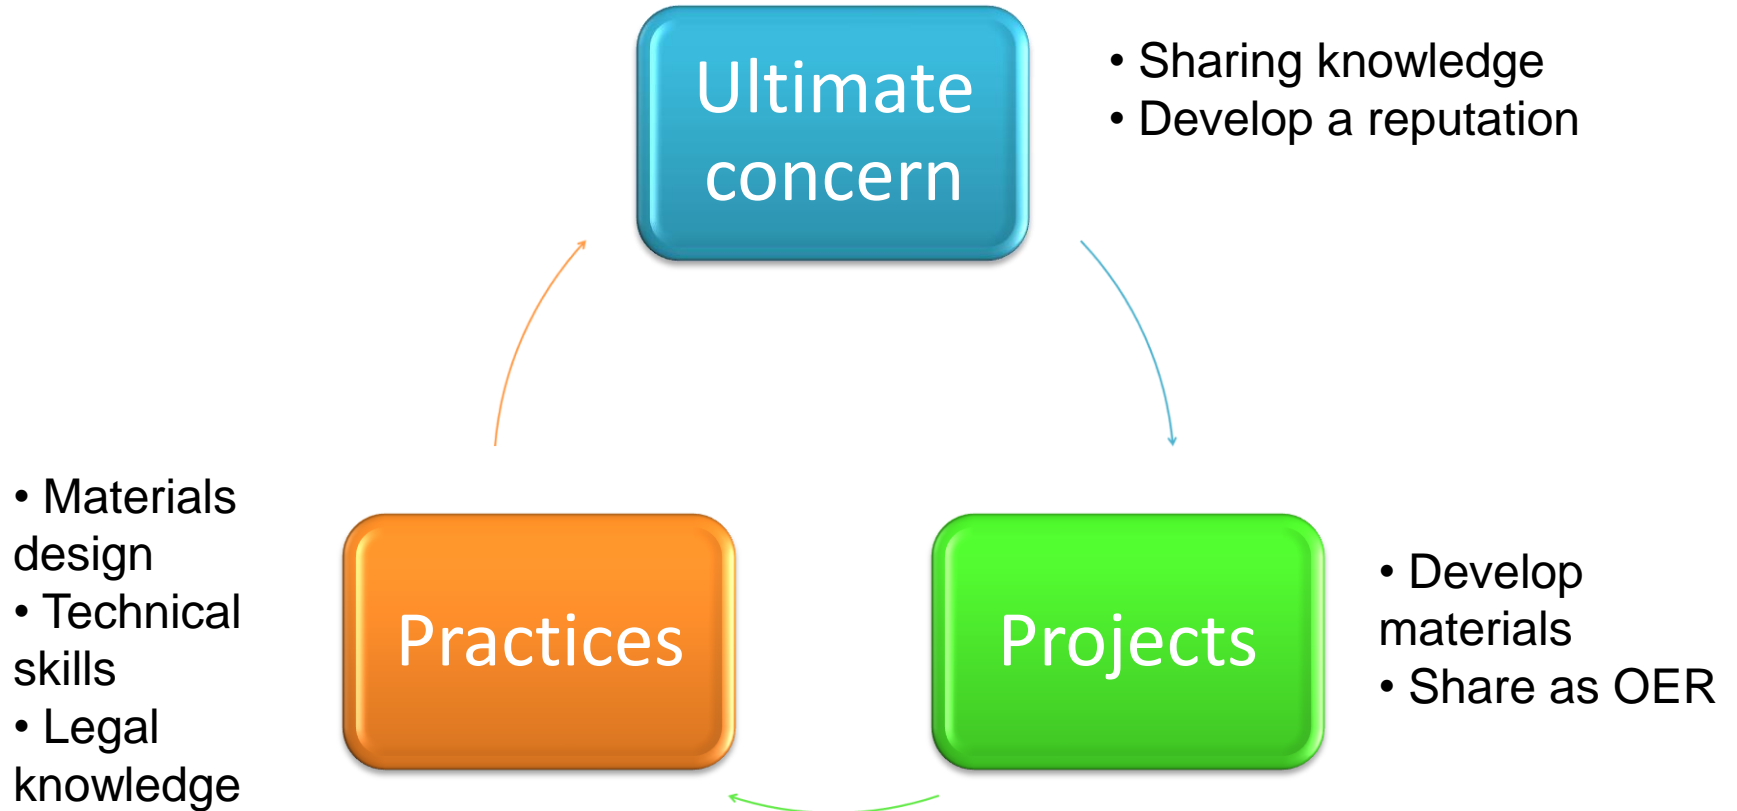 Ultimate
concern
• Sharing knowledge
• Develop a reputation
• Materials
design
• Technical
skills
• Legal
knowledge
Practices
Projects
• Develop
materials
• Share as OER